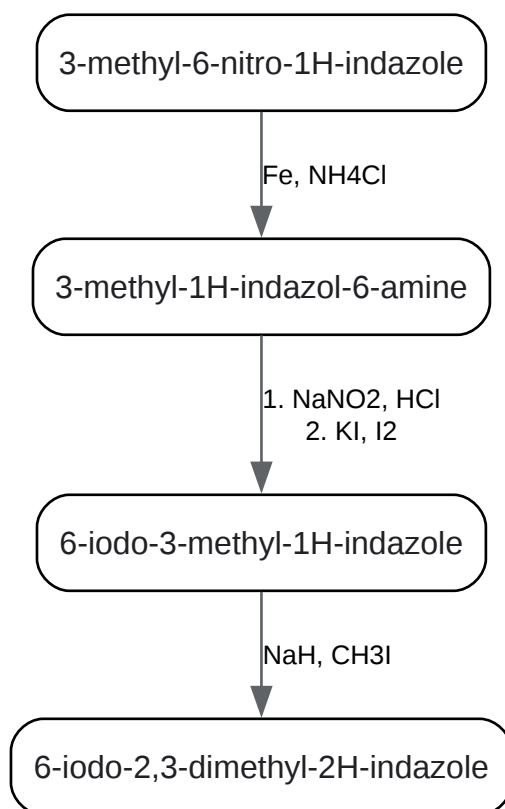 3-methyl-6-nitro-1H-indazole
Fe, NH4Cl
3-methyl-1H-indazol-6-amine
1. NaNO2, HCl
2. KI, I2
6-iodo-3-methyl-1H-indazole
NaH, CH3I
6-iodo-2,3-dimethyl-2H-indazole